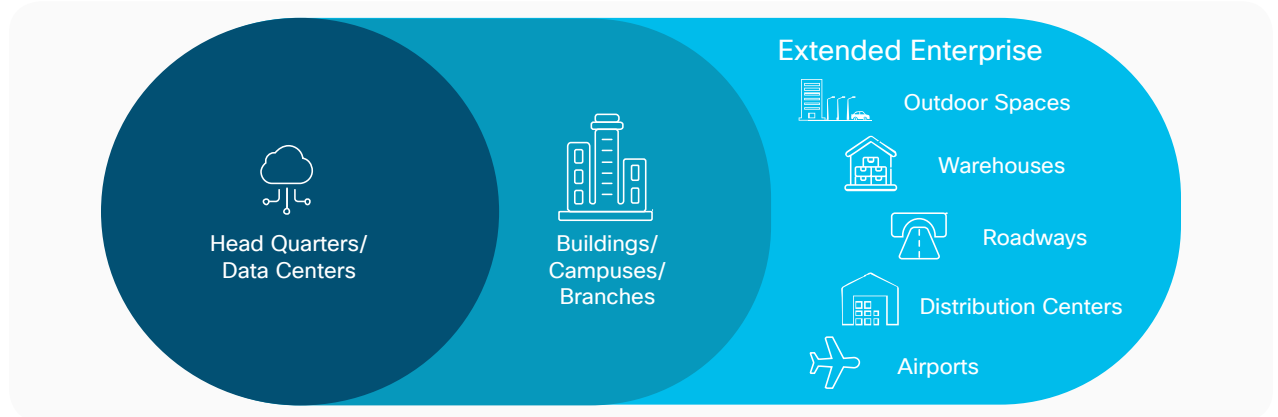 Head Quarters/
Data Centers
Buildings/
Campuses/
Branches
Extended Enterprise
Outdoor Spaces
Warehouses
Roadways
Distribution Centers
Airports